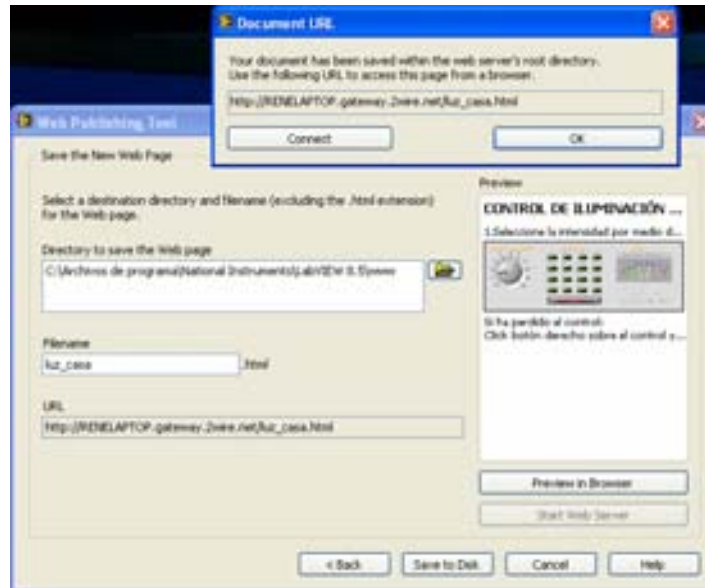 Document URL
Your document has been saved within the web server's root directory.
Use the following URL to access this page from a browser.
http://RENELAPTOP.gateway.2wire.net/luz_casa.html
Connect
OK
Web Publishing Tool
Save the New Web Page
Select a destination directory and filename (excluding the .html extension)
for the Web page.
Directory to save the Web page
C:\Archivos de programa\National Instruments\LabVIEW 8.5\www
Filename
luz_casa
.html
URL
http://RENELAPTOP.gateway.2wire.net/luz_casa.html
Preview
CONTROL DE ILUMINACIÓN ...
1.Seleccione la intensidad por medio d...
Si ha perdido el control:
Click botón derecho sobre el control y...
Preview in Browser
Start Web Server
< Back
Save to Disk
Cancel
Help